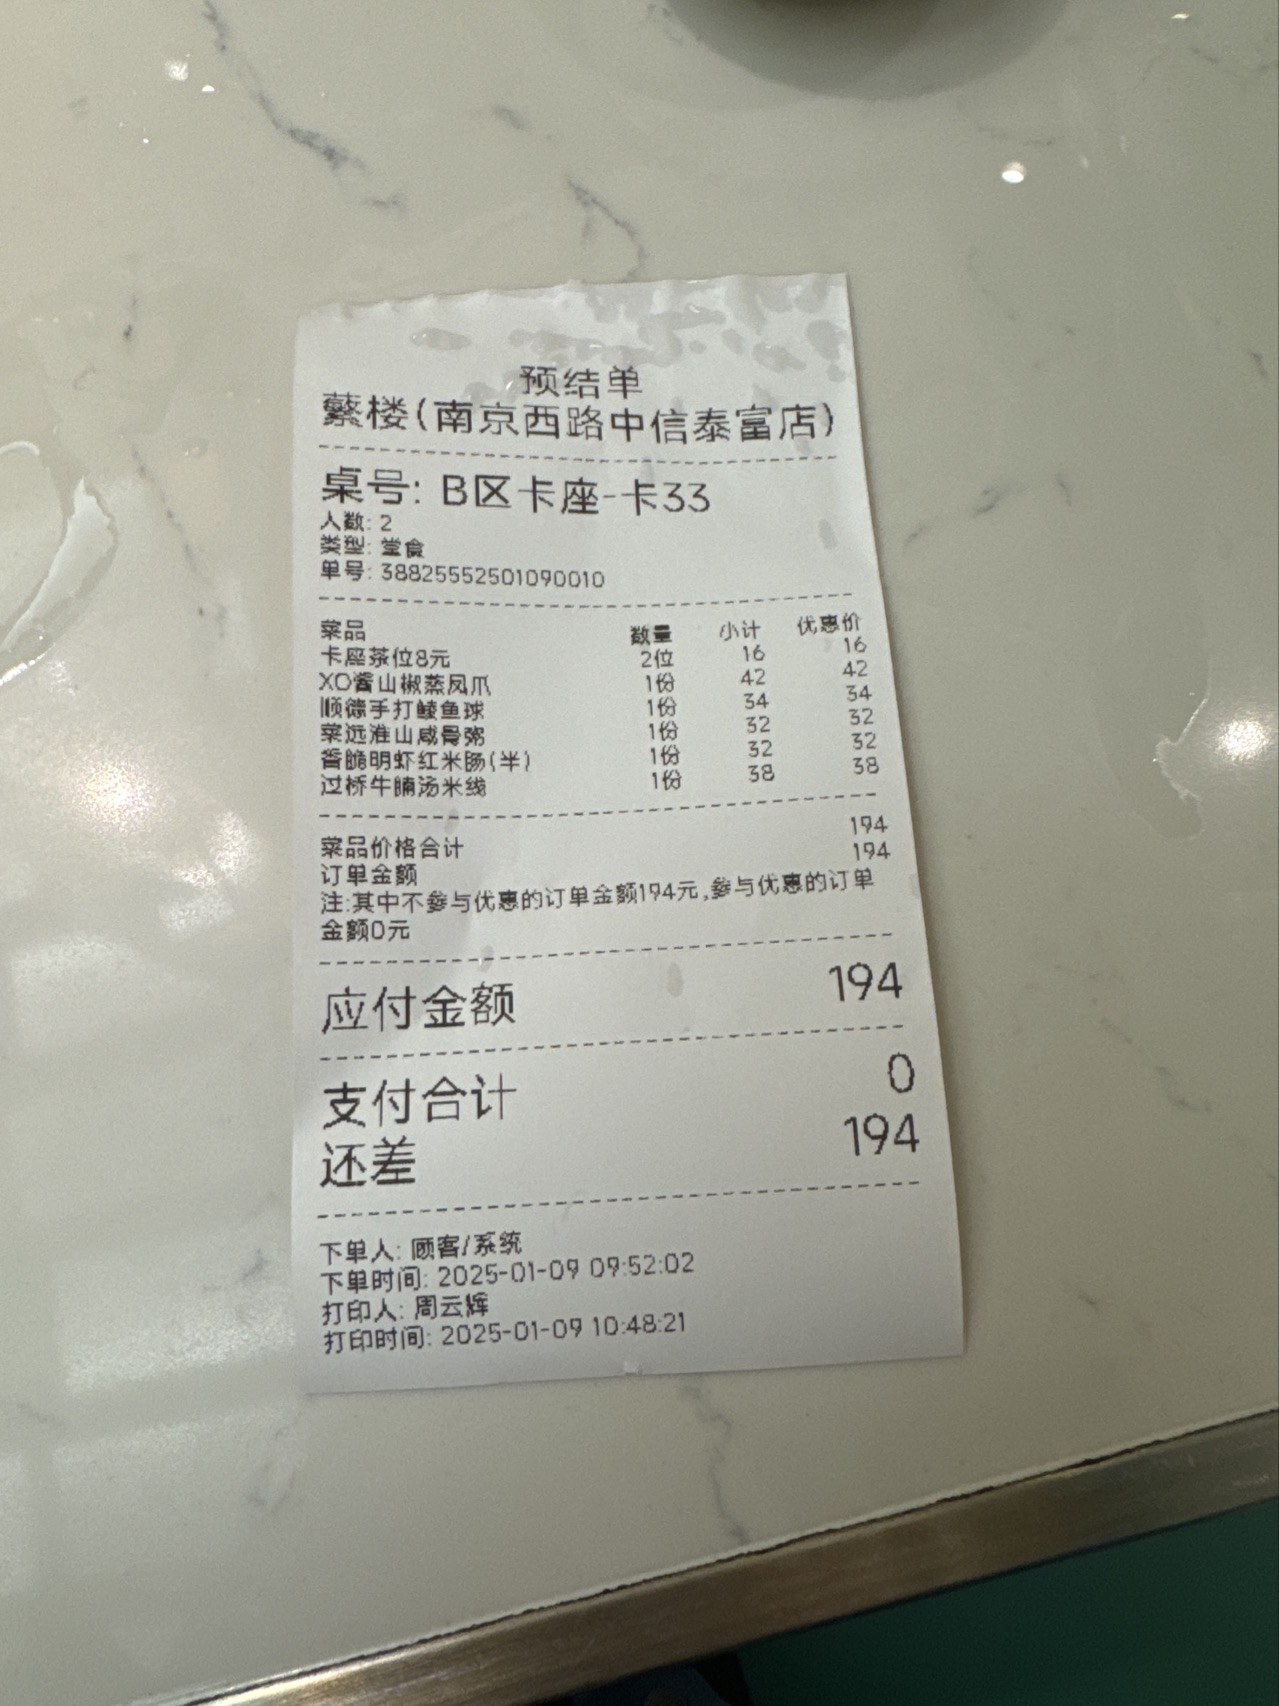 预结单
蘩楼(南京西路中信泰富店)
桌号: B区卡座-卡33
人数: 2
类型: 堂食
单号: 38825552501090010
菜品 数量 小计 优惠价
卡座茶位8元 2位 16 16
XO酱山椒蒸凤爪 1份 42 42
顺德手打鲮鱼球 1份 34 34
菜远淮山咸骨粥 1份 32 32
香脆明虾红米肠(半) 1份 32 32
过桥牛腩汤米线 1份 38 38
菜品价格合计 194
订单金额 194
注:其中不参与优惠的订单金额194元,参与优惠的订单
金额0元
应付金额 194
支付合计 0
还差 194
下单人: 顾客/系统
下单时间: 2025-01-09 09:52:02
打印人: 周云辉
打印时间: 2025-01-09 10:48:21